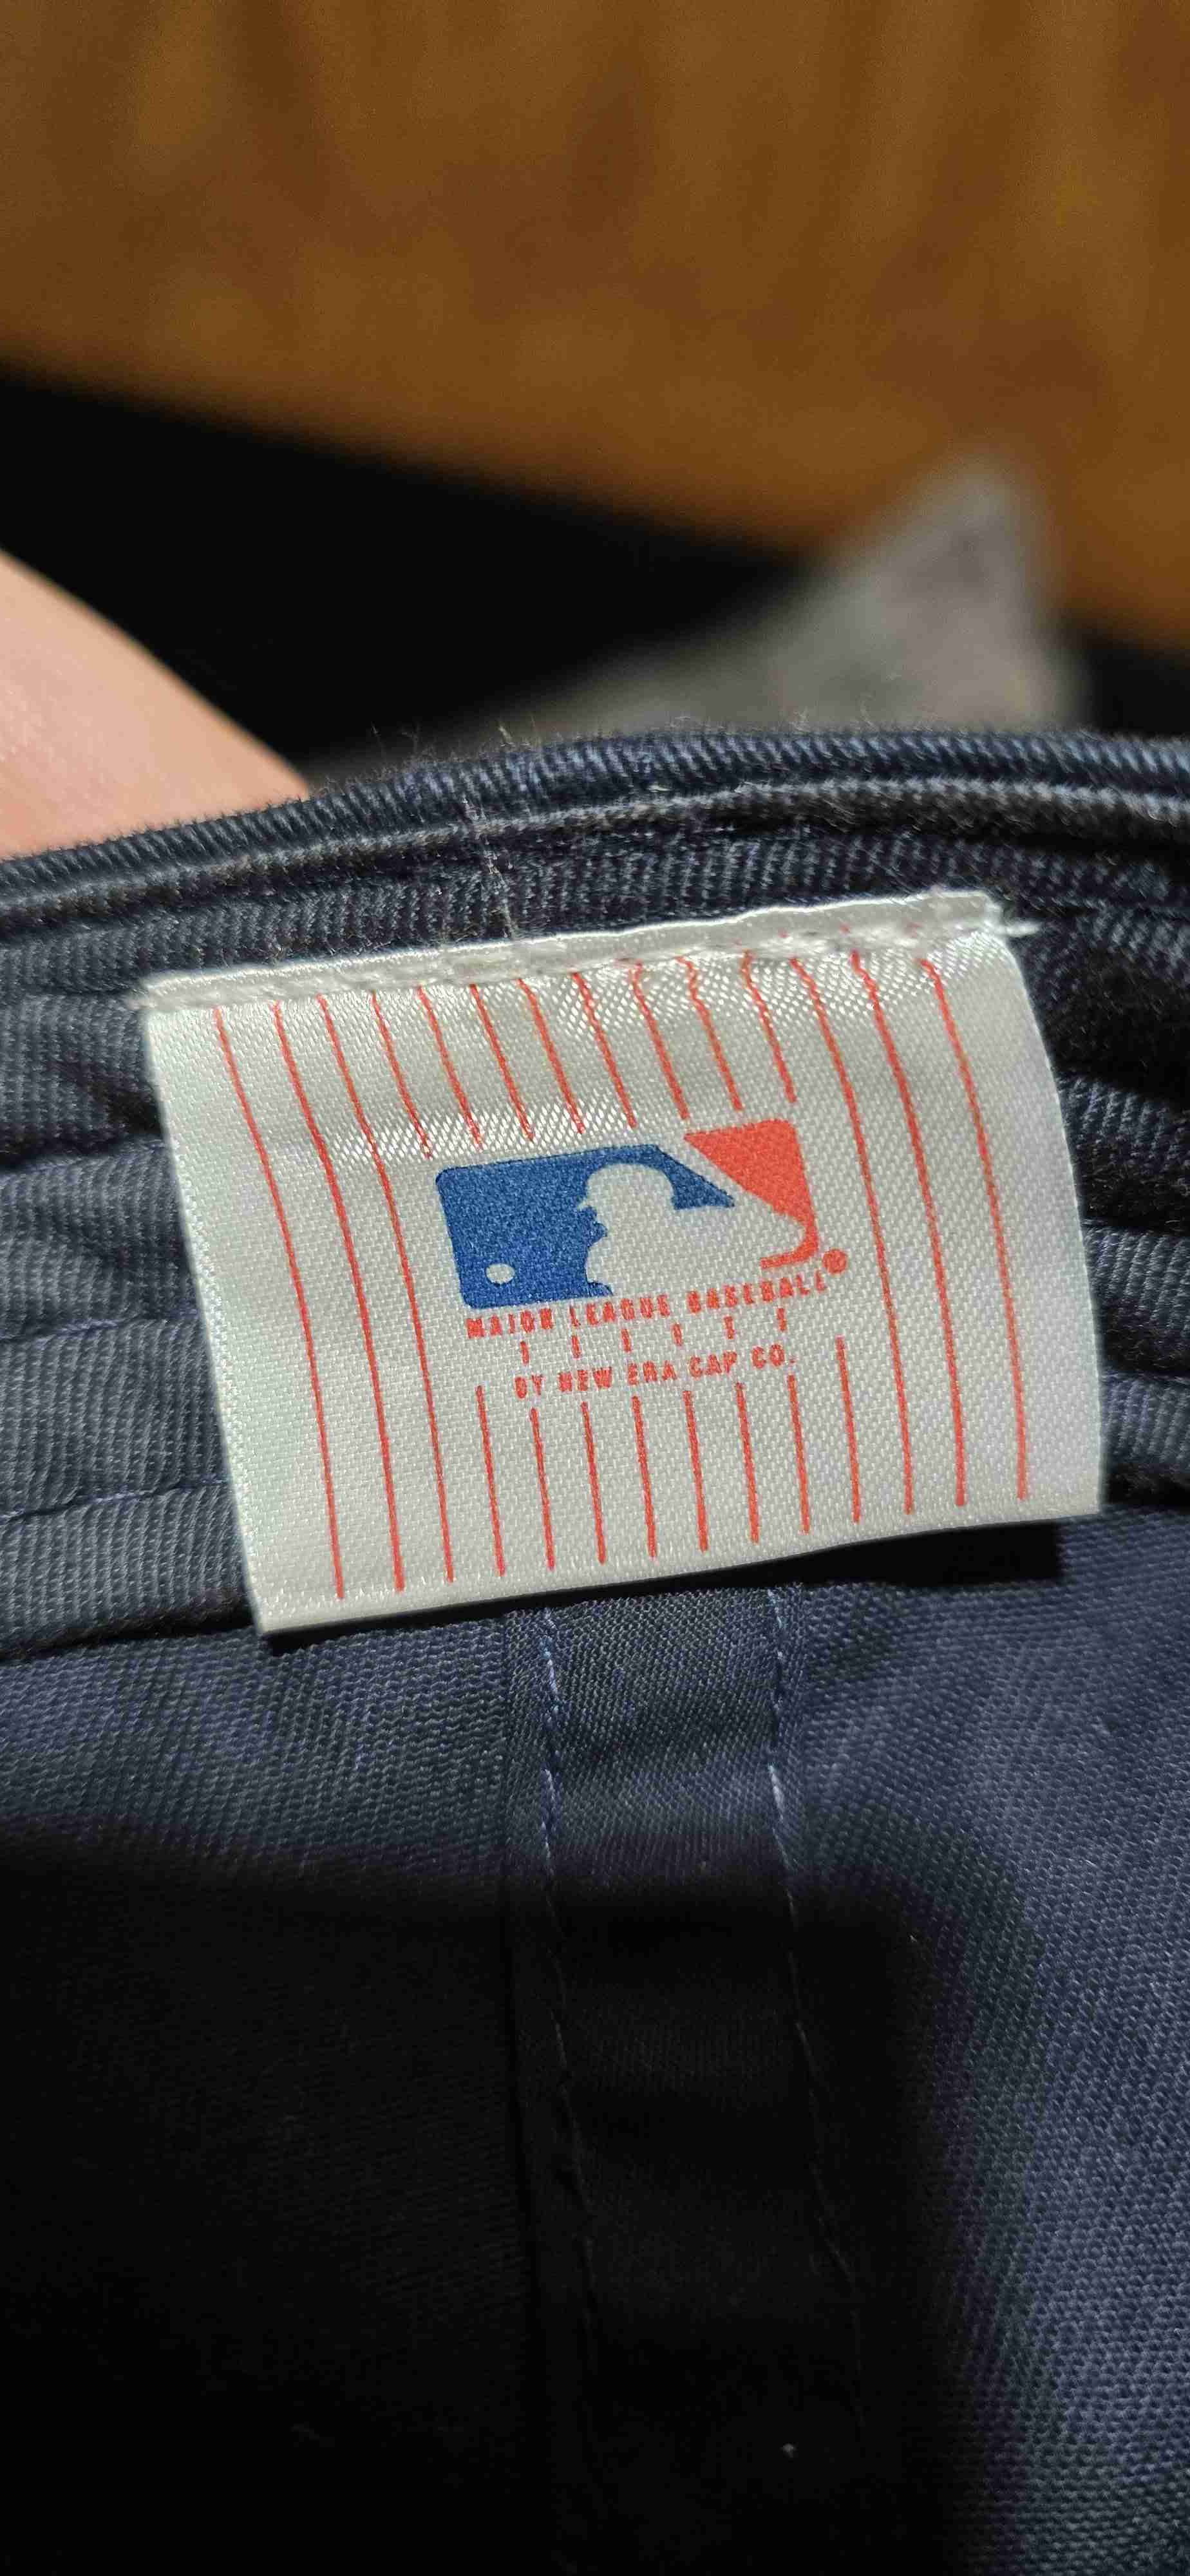 MAJOR LEAGUE BASEBALL
BY NEW ERA CAP CO.